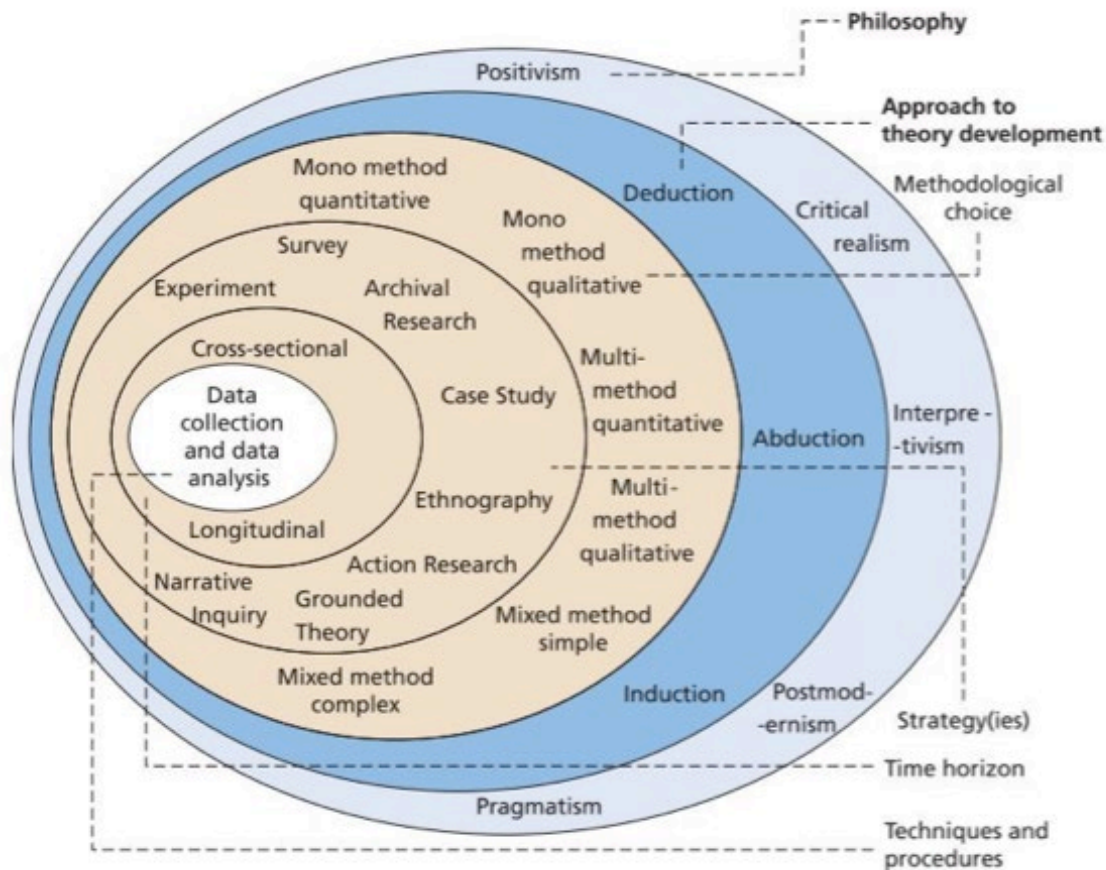 Philosophy
Positivism
Approach to
theory development
Mono method
quantitative
Deduction
Methodological
choice
Critical
realism
Mono
method
qualitative
Survey
Experiment
Archival
Research
Cross-sectional
Multi-
method
quantitative
Data
collection
and data
analysis
Case Study
Abduction
Interpre -
-tivism
Ethnography
Multi-
method
qualitative
Longitudinal
Action Research
Narrative
Inquiry
Grounded
Theory
Mixed method
simple
Mixed method
complex
Induction
Postmod-
-ernism
Strategy(ies)
Time horizon
Pragmatism
Techniques and
procedures